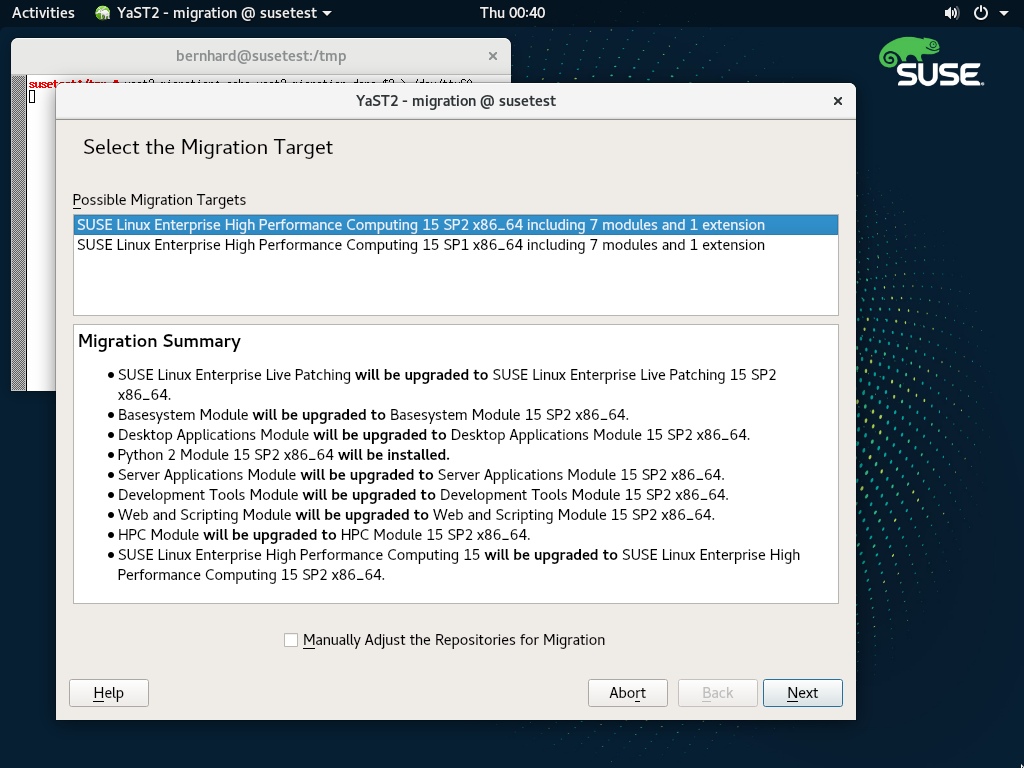 Activities YaST2 - migration @ susetest Thu 00:40
bernhard@susetest:/tmp
SUSE
YaST2 - migration @ susetest
Select the Migration Target
Possible Migration Targets
SUSE Linux Enterprise High Performance Computing 15 SP2 x86_64 including 7 modules and 1 extension
SUSE Linux Enterprise High Performance Computing 15 SP1 x86_64 including 7 modules and 1 extension
Migration Summary
• SUSE Linux Enterprise Live Patching will be upgraded to SUSE Linux Enterprise Live Patching 15 SP2
x86_64.
• Basesystem Module will be upgraded to Basesystem Module 15 SP2 x86_64.
• Desktop Applications Module will be upgraded to Desktop Applications Module 15 SP2 x86_64.
• Python 2 Module 15 SP2 x86_64 will be installed.
• Server Applications Module will be upgraded to Server Applications Module 15 SP2 x86_64.
• Development Tools Module will be upgraded to Development Tools Module 15 SP2 x86_64.
• Web and Scripting Module will be upgraded to Web and Scripting Module 15 SP2 x86_64.
• HPC Module will be upgraded to HPC Module 15 SP2 x86_64.
• SUSE Linux Enterprise High Performance Computing 15 will be upgraded to SUSE Linux Enterprise High
Performance Computing 15 SP2 x86_64.
Manually Adjust the Repositories for Migration
Help Abort Back Next